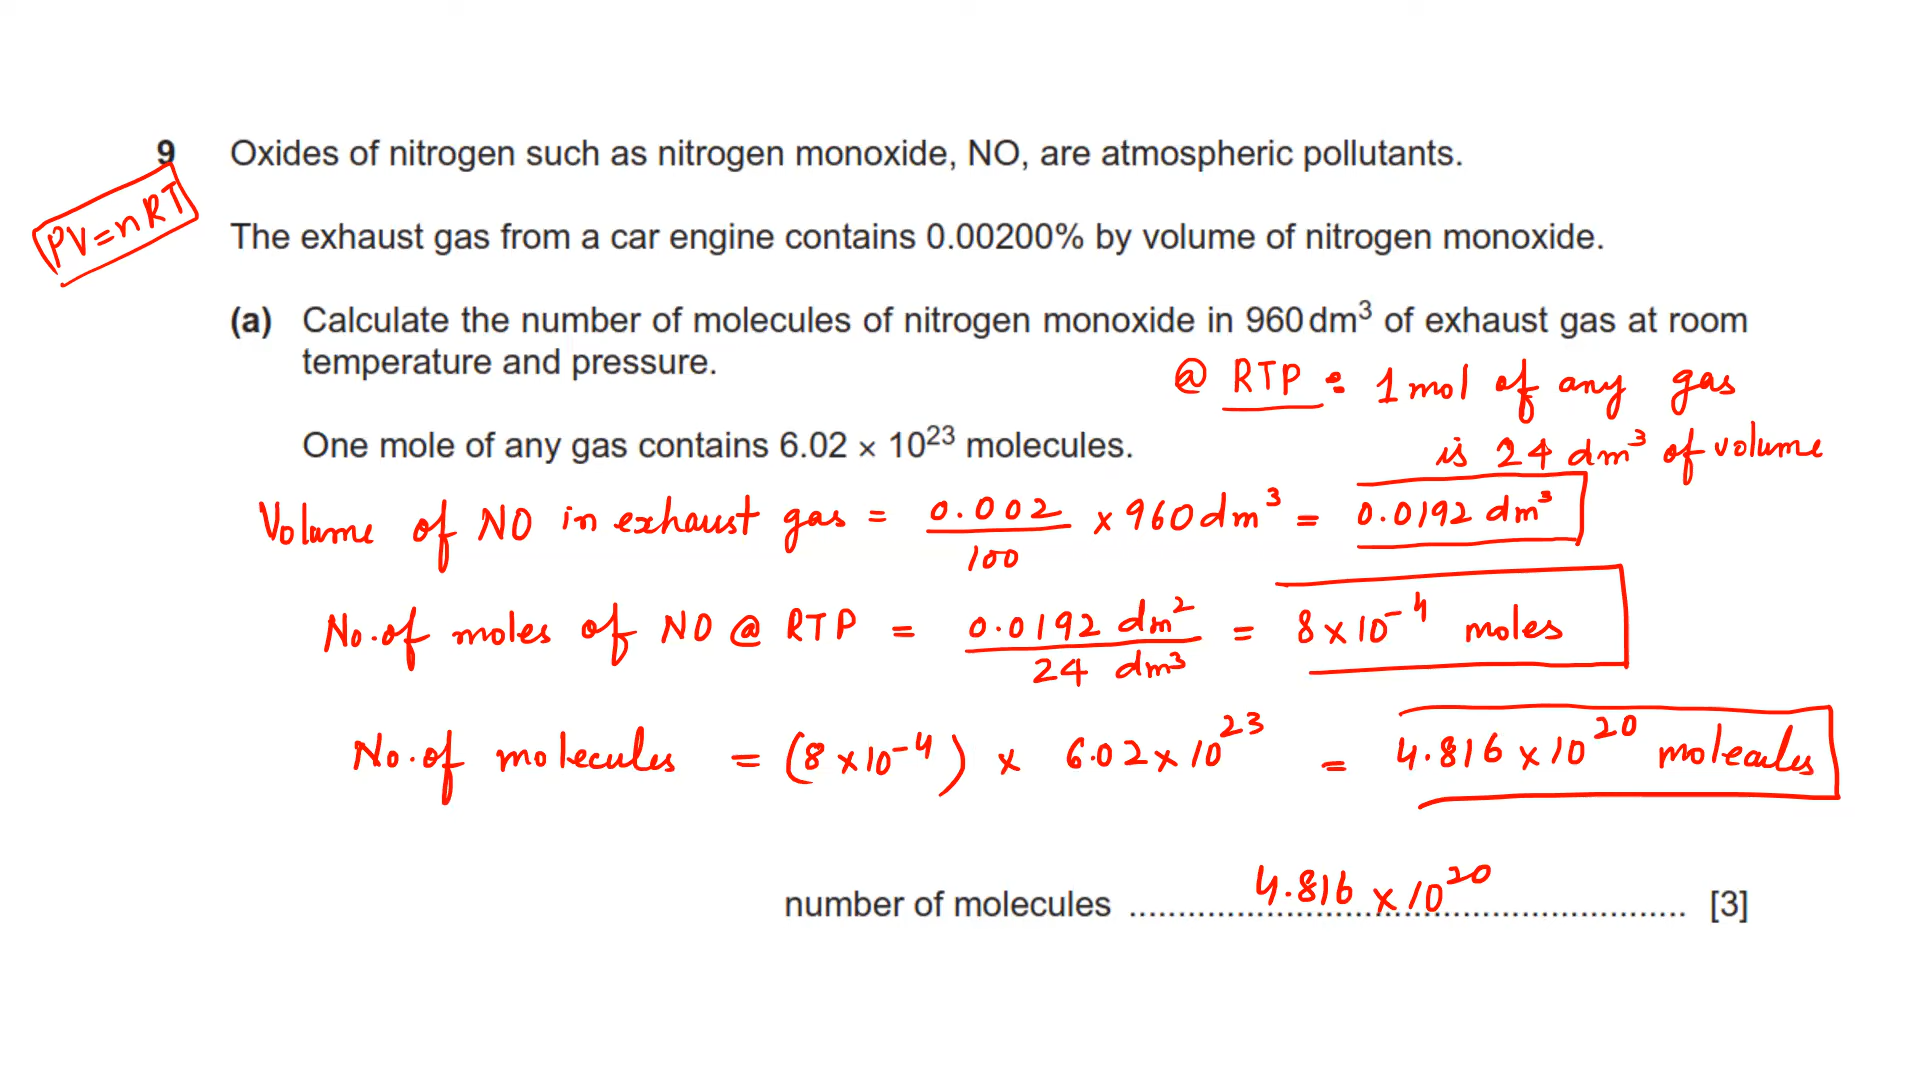 9 Oxides of nitrogen such as nitrogen monoxide, NO, are atmospheric pollutants.
PV=nRT
The exhaust gas from a car engine contains 0.00200% by volume of nitrogen monoxide.
(a) Calculate the number of molecules of nitrogen monoxide in 960 dm³ of exhaust gas at room
temperature and pressure.
@ RTP = 1 mol of any gas
is 24 dm³ of volume
One mole of any gas contains 6.02 × 10²³ molecules.
Volume of NO in exhaust gas = 0.002/100 × 960 dm³ = 0.0192 dm³
No. of moles of NO @ RTP = 0.0192 dm²/24 dm³ = 8 × 10⁻⁴ moles
No. of molecules = (8 × 10⁻⁴) × 6.02 × 10²³ = 4.816 × 10²⁰ molecules
number of molecules 4.816 × 10²⁰ [3]